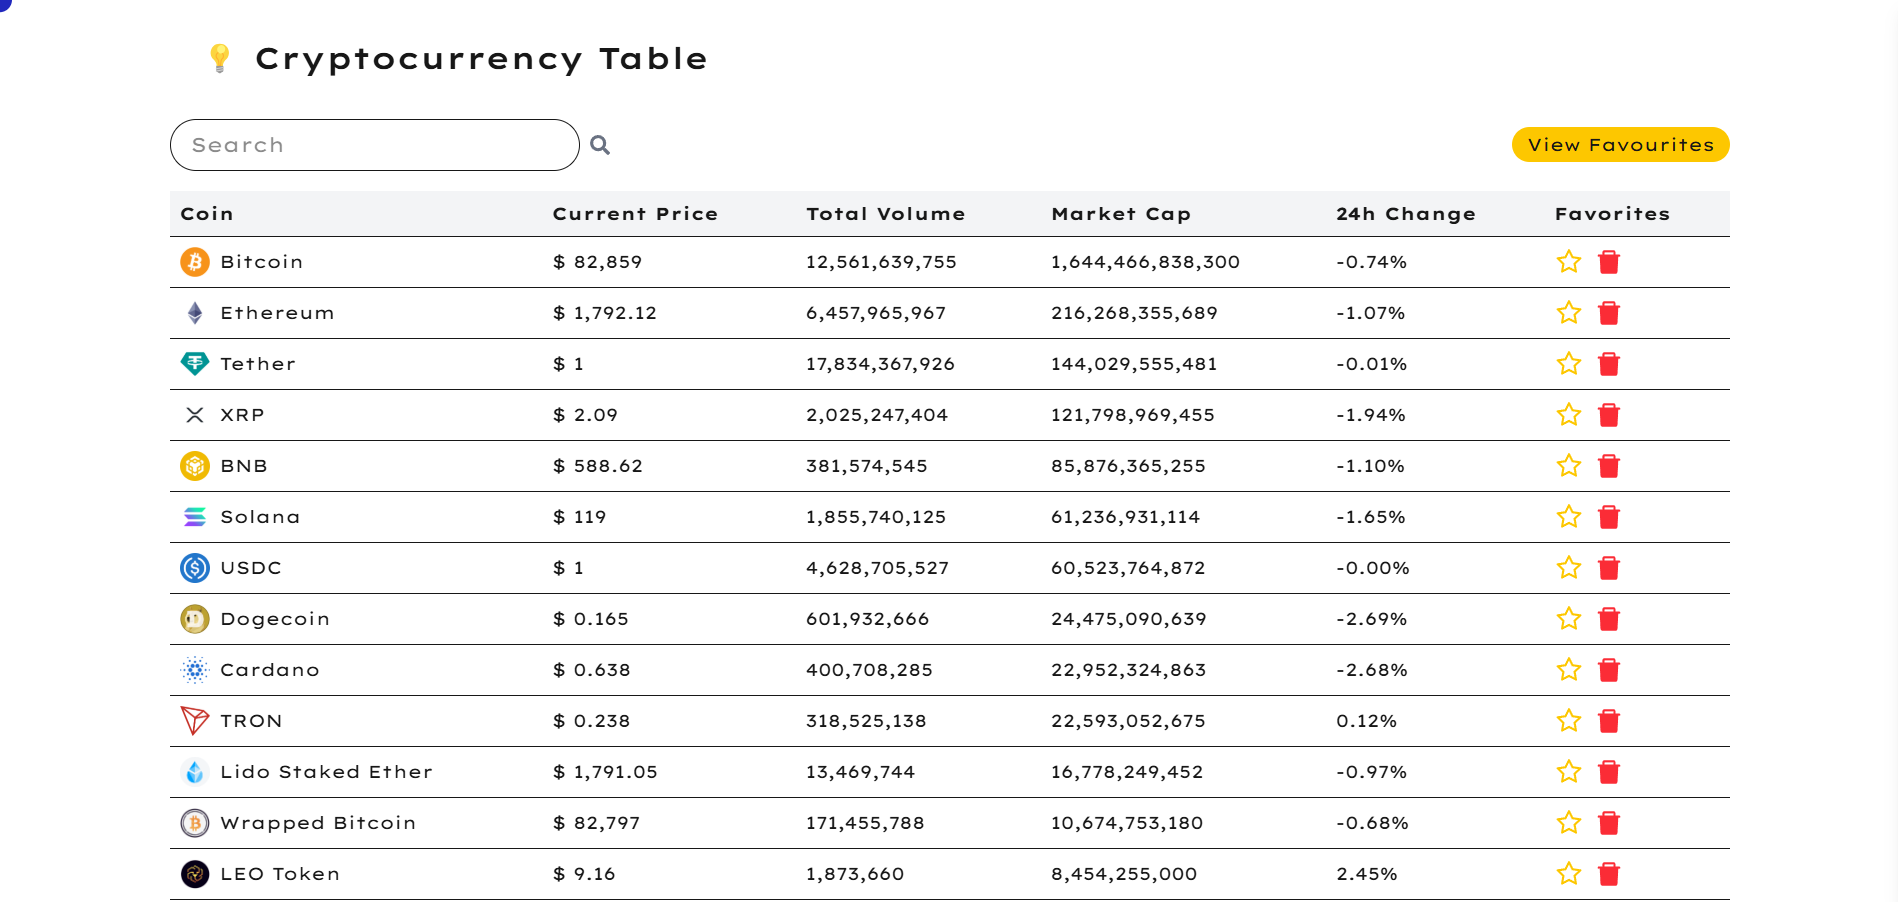 Cryptocurrency Table
Search
View Favourites
Coin Current Price Total Volume Market Cap 24h Change Favorites
Bitcoin $ 82,859 12,561,639,755 1,644,466,838,300 -0.74%
Ethereum $ 1,792.12 6,457,965,967 216,268,355,689 -1.07%
Tether $ 1 17,834,367,926 144,029,555,481 -0.01%
XRP $ 2.09 2,025,247,404 121,798,969,455 -1.94%
BNB $ 588.62 381,574,545 85,876,365,255 -1.10%
Solana $ 119 1,855,740,125 61,236,931,114 -1.65%
USDC $ 1 4,628,705,527 60,523,764,872 -0.00%
Dogecoin $ 0.165 601,932,666 24,475,090,639 -2.69%
Cardano $ 0.638 400,708,285 22,952,324,863 -2.68%
TRON $ 0.238 318,525,138 22,593,052,675 0.12%
Lido Staked Ether $ 1,791.05 13,469,744 16,778,249,452 -0.97%
Wrapped Bitcoin $ 82,797 171,455,788 10,674,753,180 -0.68%
LEO Token $ 9.16 1,873,660 8,454,255,000 2.45%